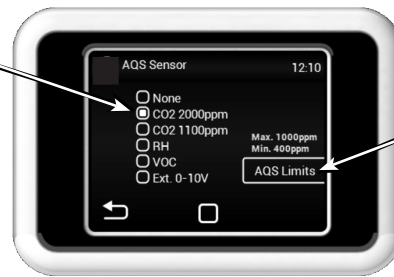 AQS Sensor 12:10
None
CO2 2000ppm
CO2 1100ppm
RH
VOC
Ext. 0-10V
Max. 1000ppm
Min. 400ppm
AQS Limits